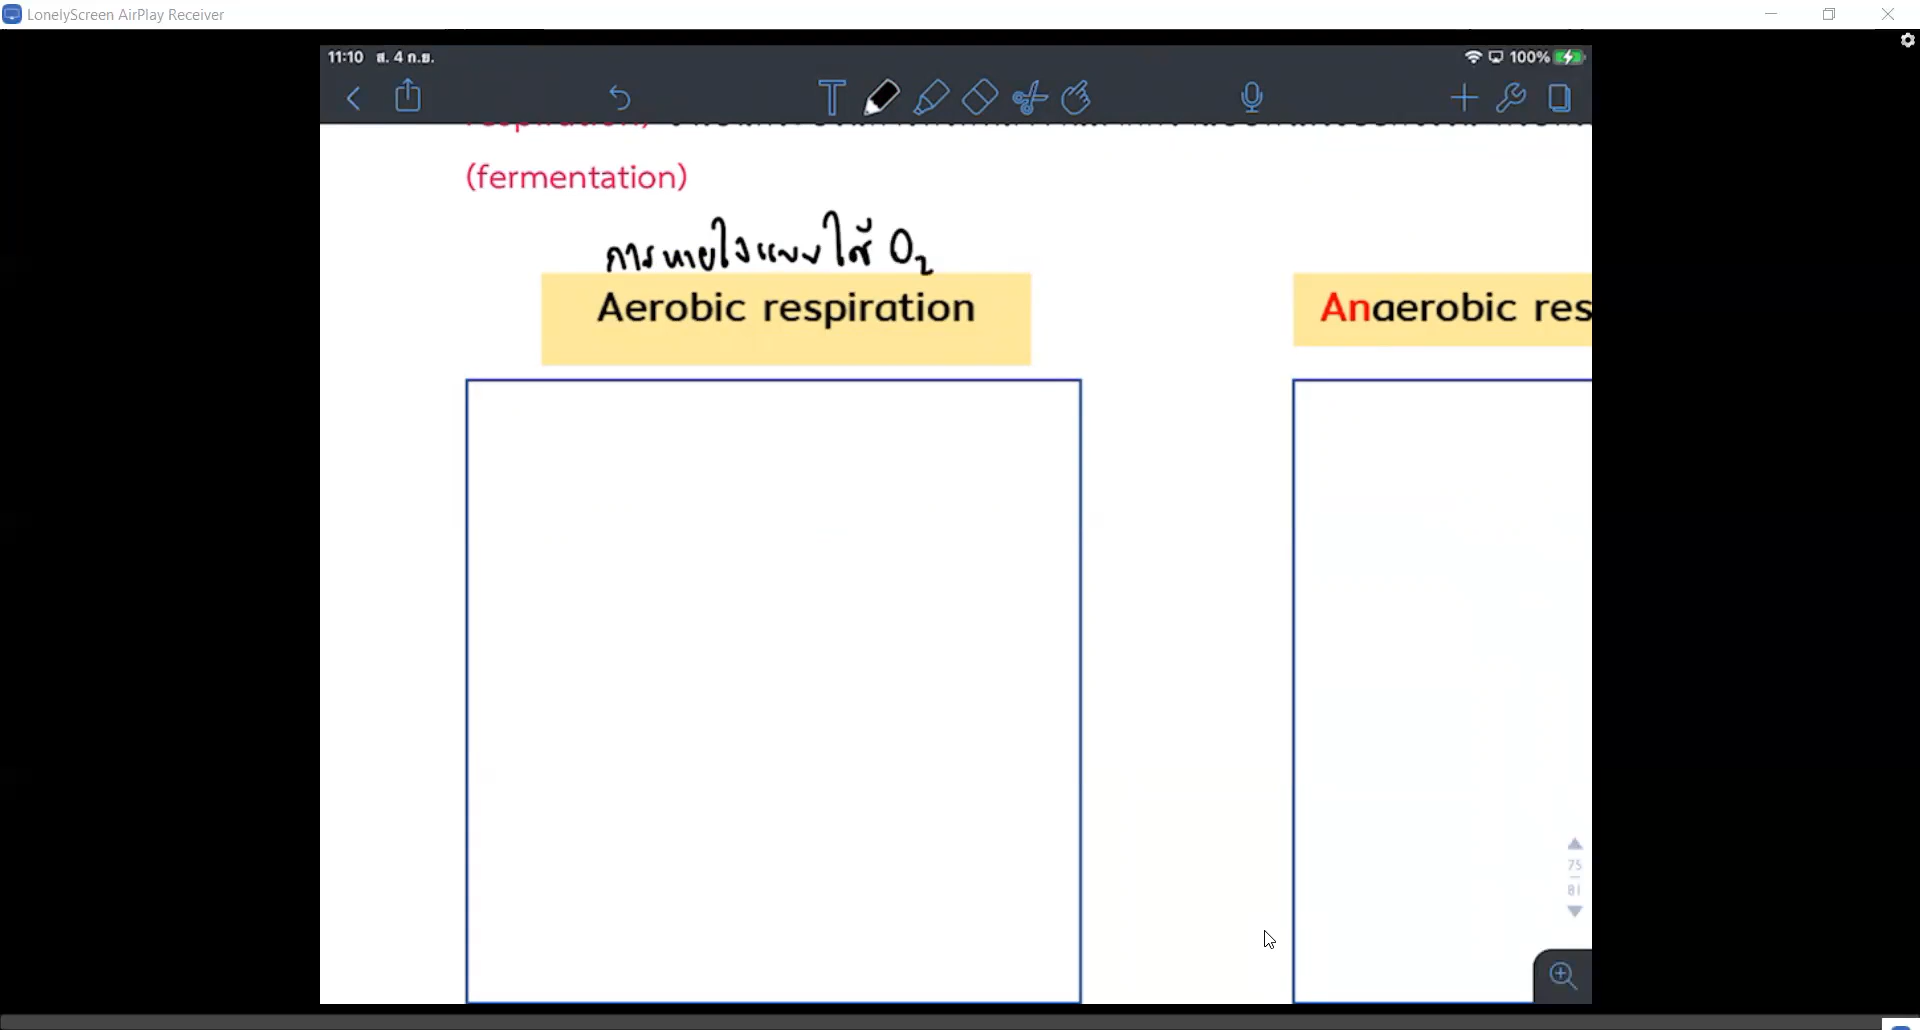 LonelyScreen AirPlay Receiver
11:10 ส. 4 ก.ย.
100%
(fermentation)
การหายใจแบบใช้ O₂
Aerobic respiration
Anaerobic res
75
81